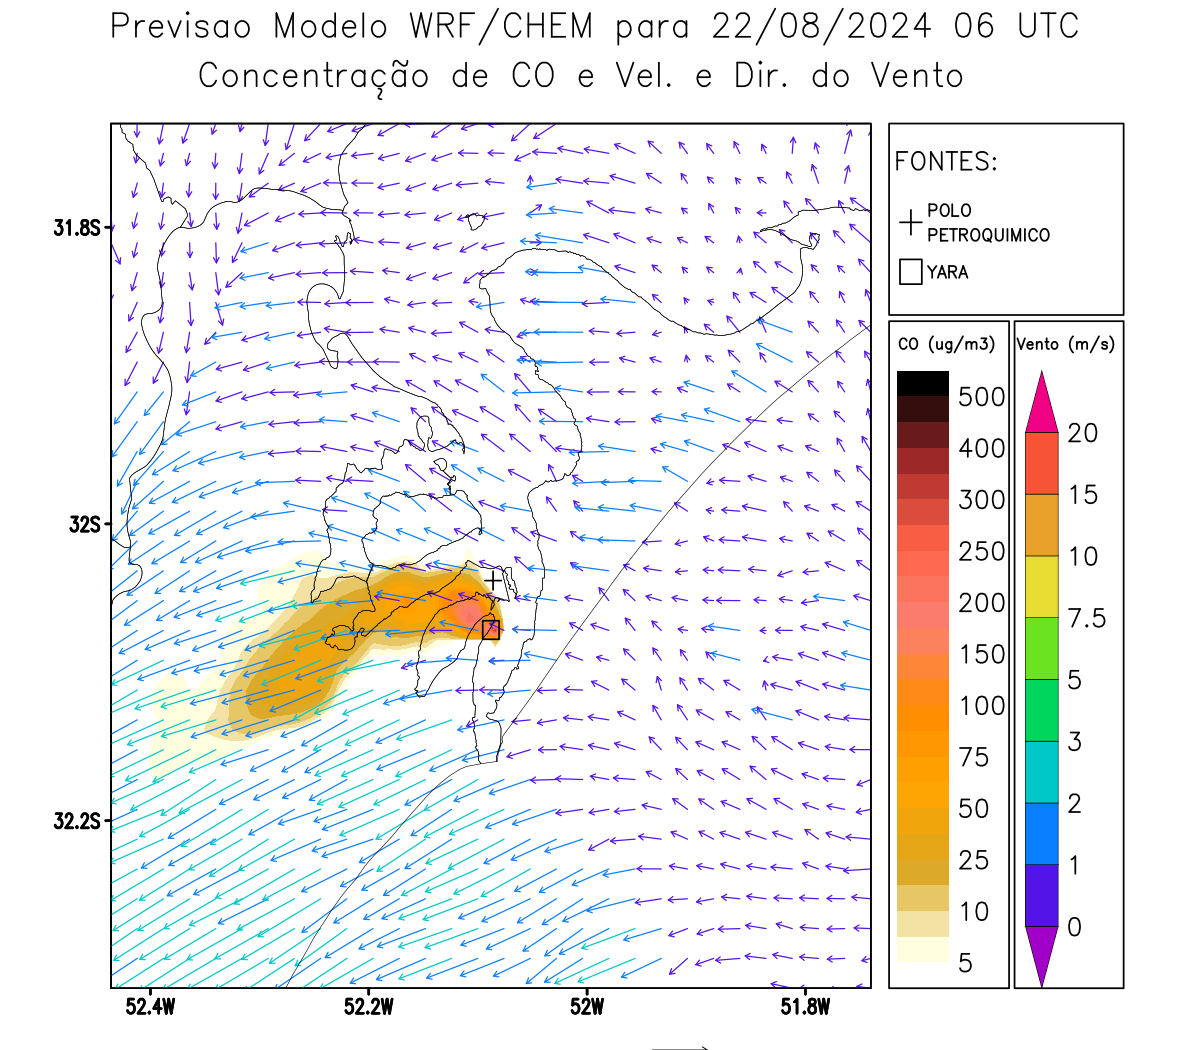 Previsao Modelo WRF/CHEM para 22/08/2024 06 UTC
Concentração de CO e Vel. e Dir. do Vento
FONTES:
POLO
PETROQUIMICO
YARA
CO (ug/m3)
500
400
300
250
200
150
100
75
50
25
10
5
Vento (m/s)
20
15
10
7.5
5
3
2
1
0
31.8S
32S
32.2S
52.4W
52.2W
52W
51.8W